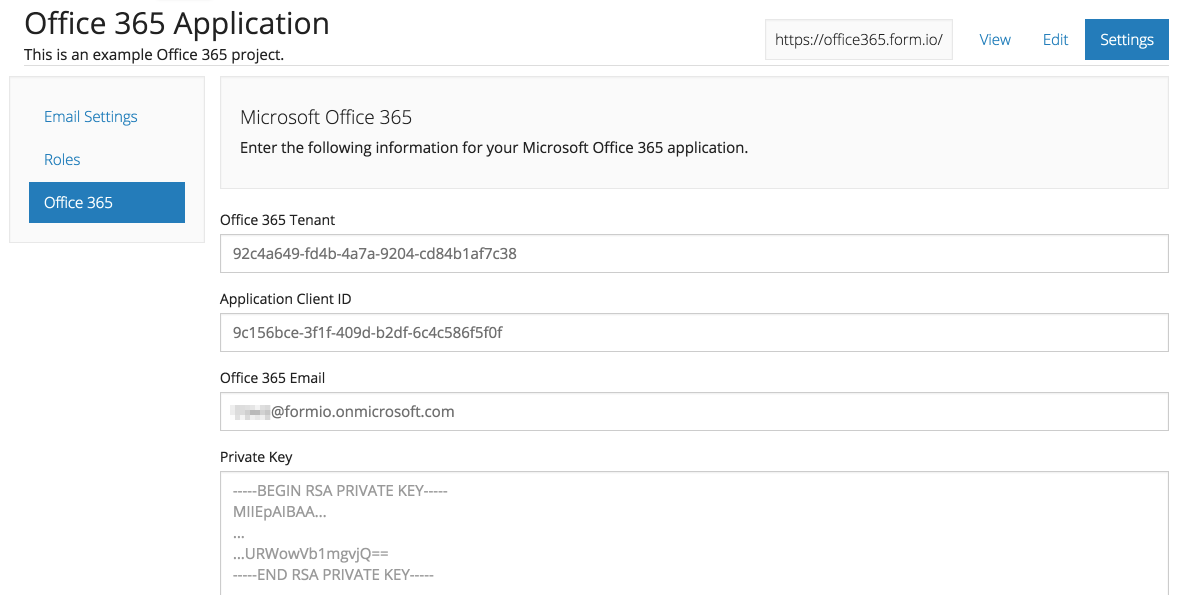 Office 365 Application
This is an example Office 365 project.
https://office365.form.io/
View
Edit
Settings
Email Settings
Roles
Office 365
Microsoft Office 365
Enter the following information for your Microsoft Office 365 application.
Office 365 Tenant
92c4a649-fd4b-4a7a-9204-cd84b1af7c38
Application Client ID
9c156bce-3f1f-409d-b2df-6c4c586f5f0f
Office 365 Email
@formio.onmicrosoft.com
Private Key
-----BEGIN RSA PRIVATE KEY-----
MIIEpAIBAA...
...
...URWowVb1mgvjQ==
-----END RSA PRIVATE KEY-----